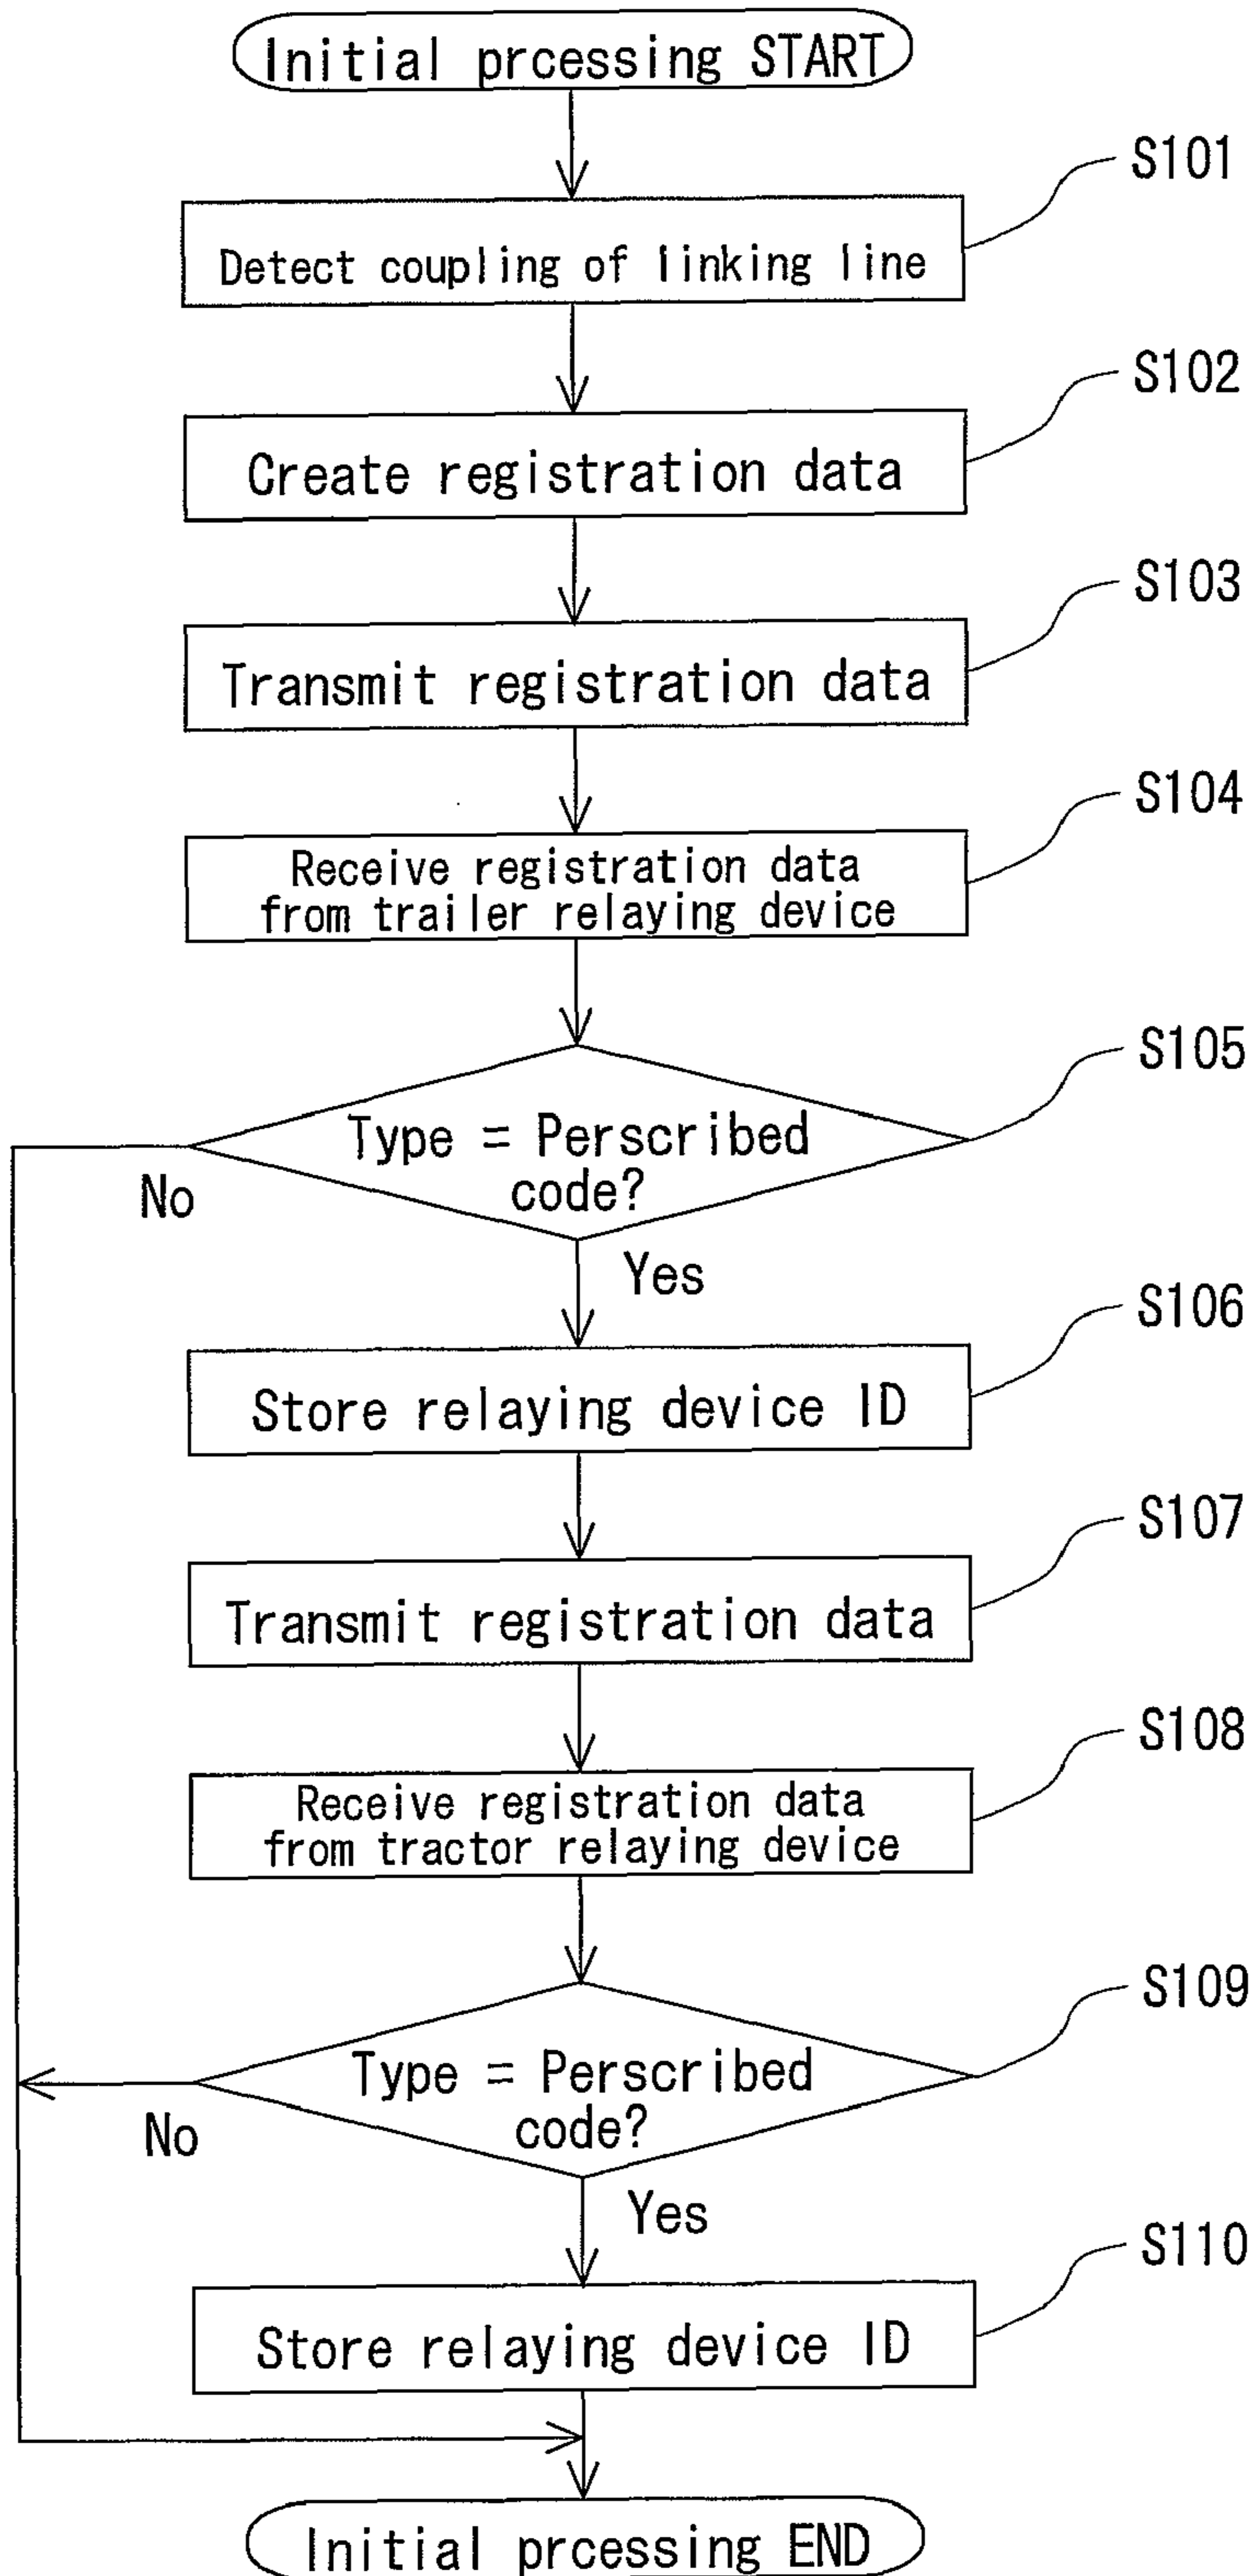 Initial prcessing START
S101
Detect coupling of linking line
S102
Create registration data
S103
Transmit registration data
S104
Receive registration data
from trailer relaying device
S105
Type = Perscribed
code?
No
Yes
S106
Store relaying device ID
S107
Transmit registration data
S108
Receive registration data
from tractor relaying device
S109
Type = Perscribed
code?
No
Yes
S110
Store relaying device ID
Initial prcessing END